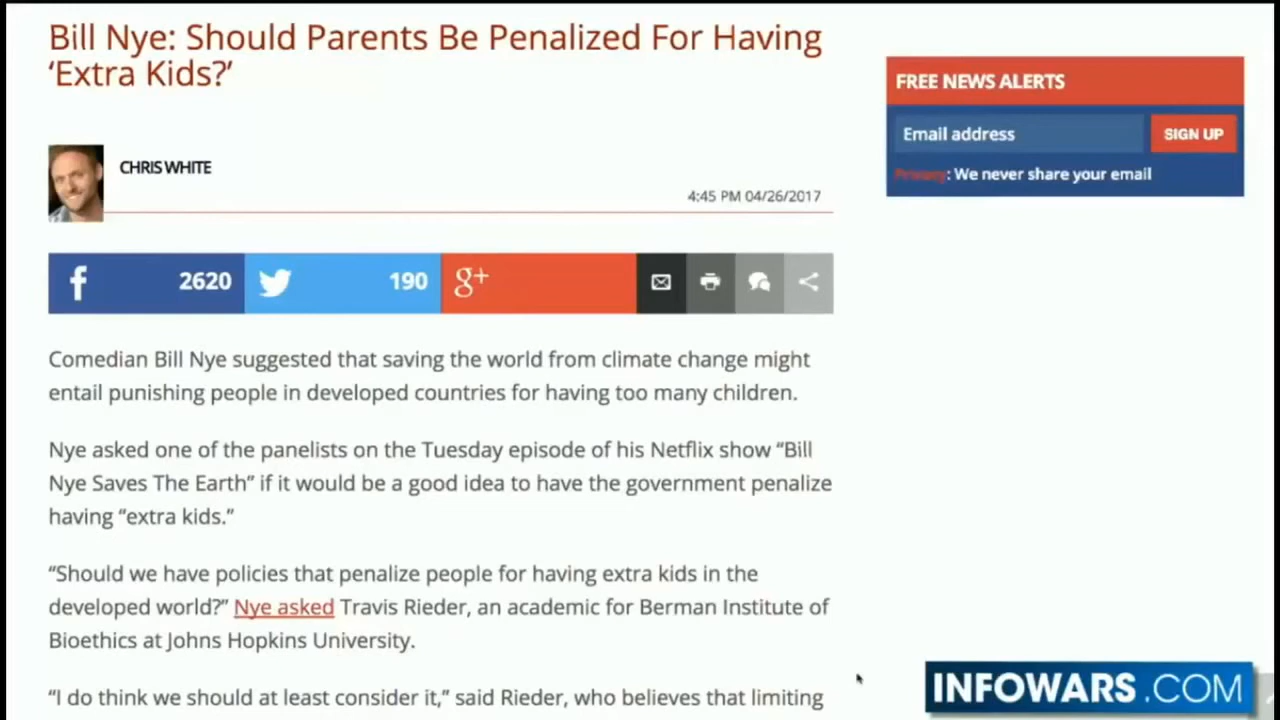 Bill Nye: Should Parents Be Penalized For Having
‘Extra Kids?’
CHRIS WHITE
4:45 PM 04/26/2017
f 2620
190
g+
Comedian Bill Nye suggested that saving the world from climate change might
entail punishing people in developed countries for having too many children.
Nye asked one of the panelists on the Tuesday episode of his Netflix show “Bill
Nye Saves The Earth” if it would be a good idea to have the government penalize
having “extra kids.”
“Should we have policies that penalize people for having extra kids in the
developed world?” Nye asked Travis Rieder, an academic for Berman Institute of
Bioethics at Johns Hopkins University.
“I do think we should at least consider it,” said Rieder, who believes that limiting
FREE NEWS ALERTS
Email address
SIGN UP
Privacy: We never share your email
INFOWARS.COM